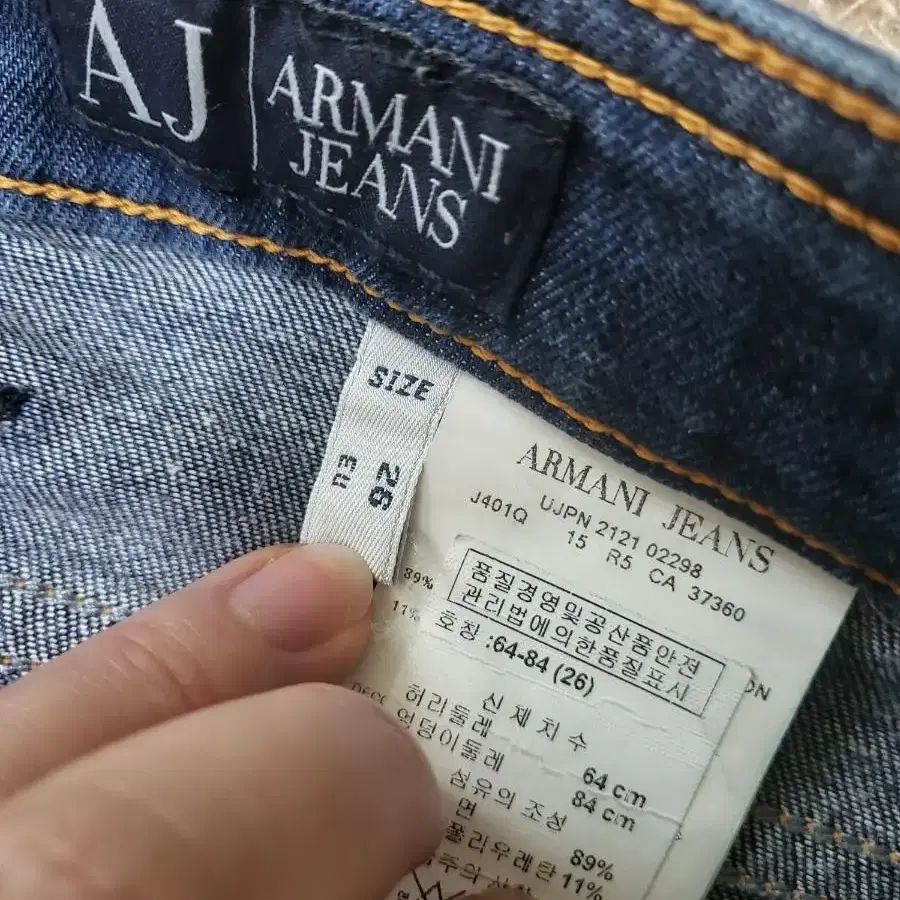 AJ
ARMANI
JEANS
SIZE
26
ARMANI JEANS
UJPN 2121 02298
J401Q 15 R5 CA 37360
89%
11%
품질경영및공산품안전
관리법에의한품질표시
호칭 :64-84 (26)
신체치수
허리둘레 64 cm
엉덩이둘레 84 cm
섬유의 조성
면 89%
폴리우레탄 11%